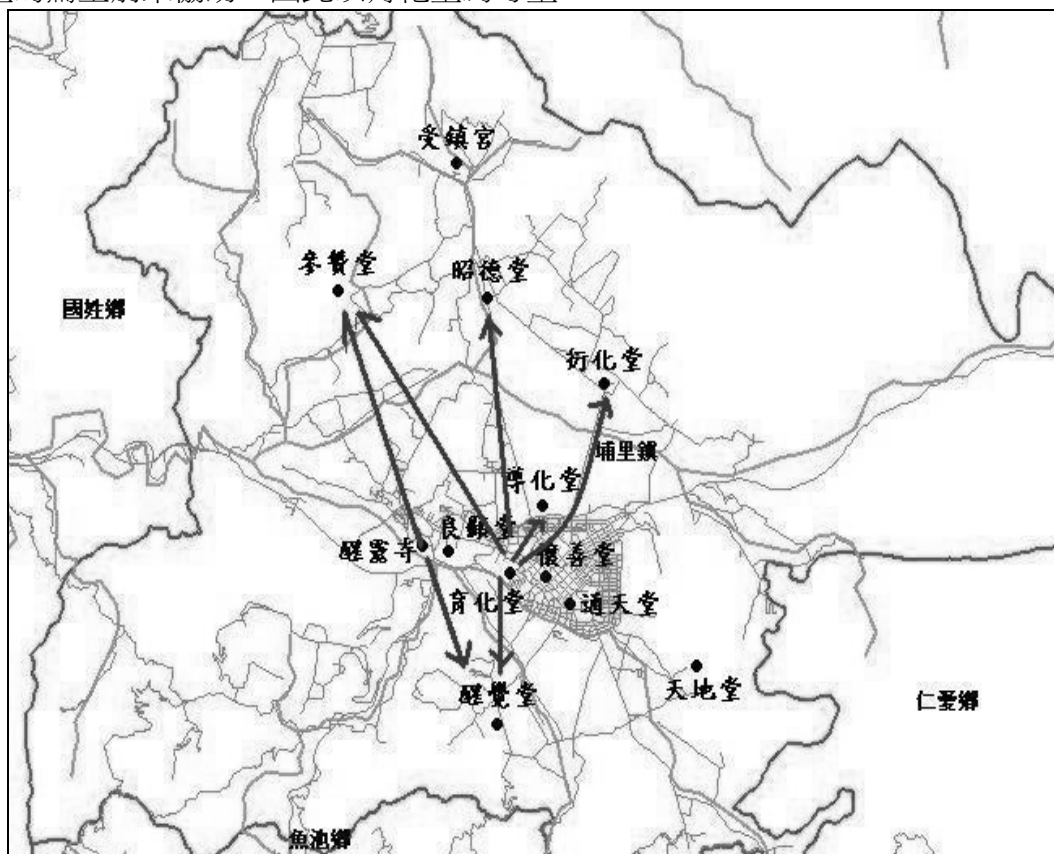 受鎮宮
參贊堂
昭德堂
國姓鄉
衍化堂
埔里鎮
導化堂
良顯堂
醒靈寺
懷善堂
育化堂
通天堂
天地堂
醒覺堂
仁愛鄉
魚池鄉